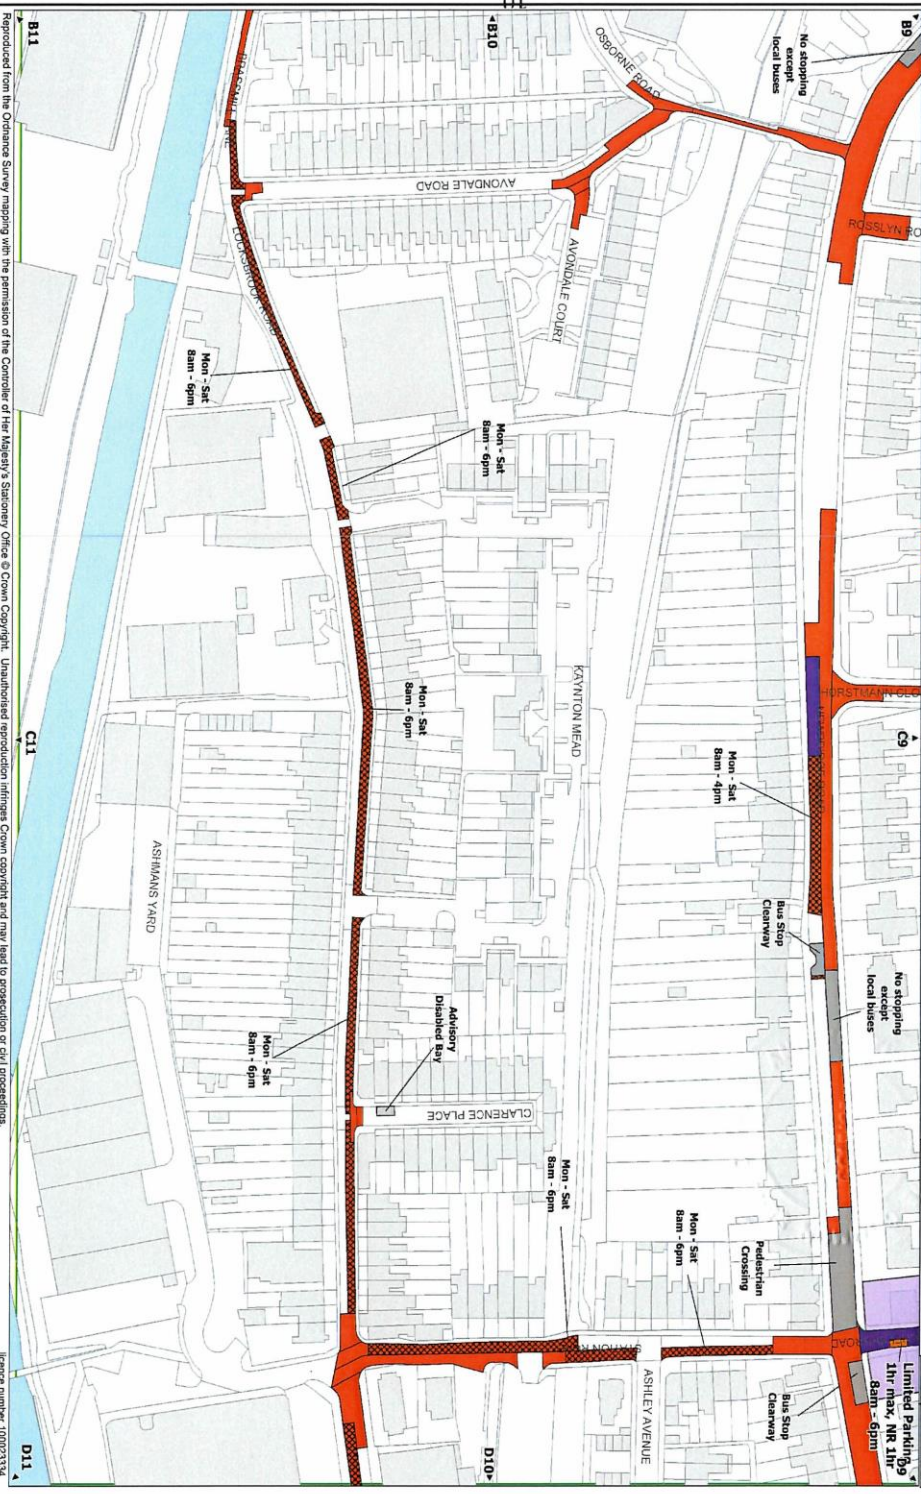 B9
No stopping
except
local buses
ROSSLYN RO
HORSTMANN CLO
C9
No stopping
except
local buses
Limited Parking
1hr max, NR 1hr
8am - 6pm
D9
ROAD
Bus Stop
Clearway
Pedestrian
Crossing
Bus Stop
Clearway
Mon - Sat
8am - 4pm
Mon - Sat
8am - 6pm
STATION R
ASHLEY AVENUE
Mon - Sat
8am - 6pm
OSBORNE ROAD
AVONDALE COURT
KAYNTON MEAD
B10
AVONDALE ROAD
Mon - Sat
8am - 6pm
Mon - Sat
8am - 6pm
Advisory
Disabled Bay
CLARENCE PLACE
D10
LOCKSBROOK ROAD
Mon - Sat
8am - 6pm
Mon - Sat
8am - 6pm
ASHMANS YARD
B11
C11
D11
Reproduced from the Ordnance Survey mapping with the permission of the Controller of Her Majesty's Stationery Office © Crown Copyright. Unauthorised reproduction infringes Crown copyright and may lead to prosecution or civil proceedings.
licence number 100023334